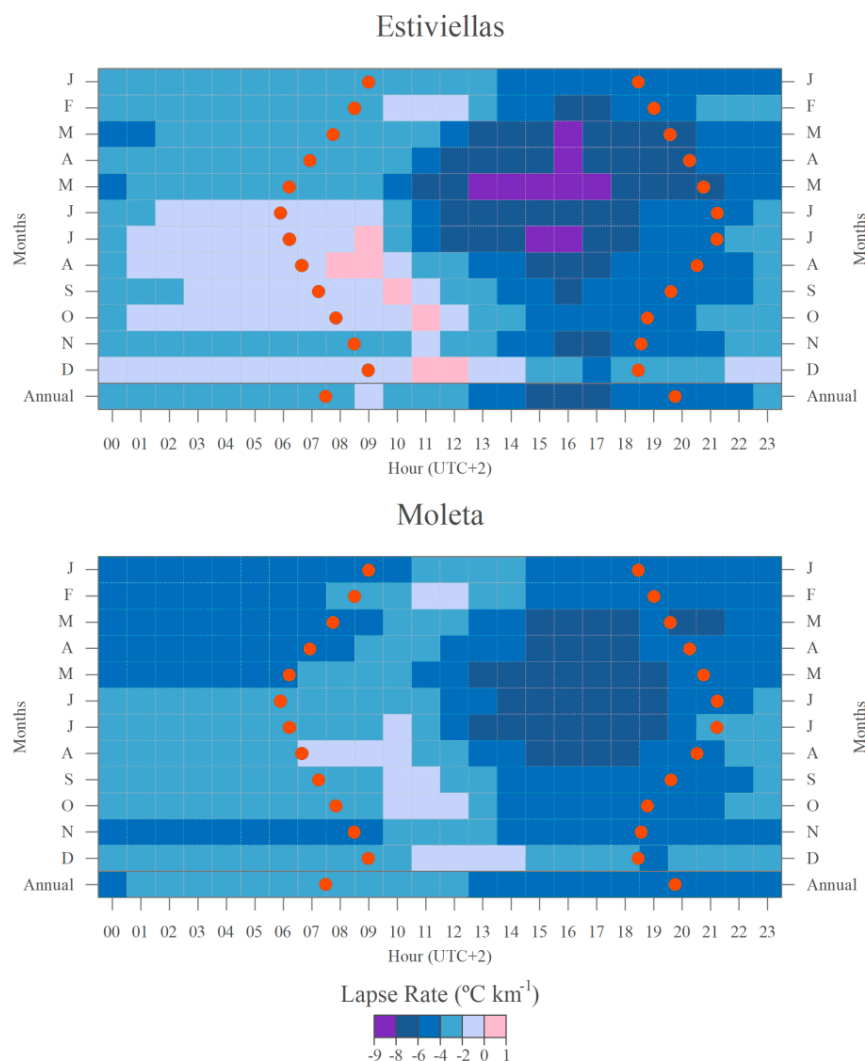 Estiviellas
J J
F F
M M
A A
M M
J J
Months Months
J J
A A
S S
O O
N N
D D
Annual Annual
00 01 02 03 04 05 06 07 08 09 10 11 12 13 14 15 16 17 18 19 20 21 22 23
Hour (UTC+2)
Moleta
J J
F F
M M
A A
M M
J J
Months Months
J J
A A
S S
O O
N N
D D
Annual Annual
00 01 02 03 04 05 06 07 08 09 10 11 12 13 14 15 16 17 18 19 20 21 22 23
Hour (UTC+2)
Lapse Rate (ºC km⁻¹)
-9 -8 -6 -4 -2 0 1